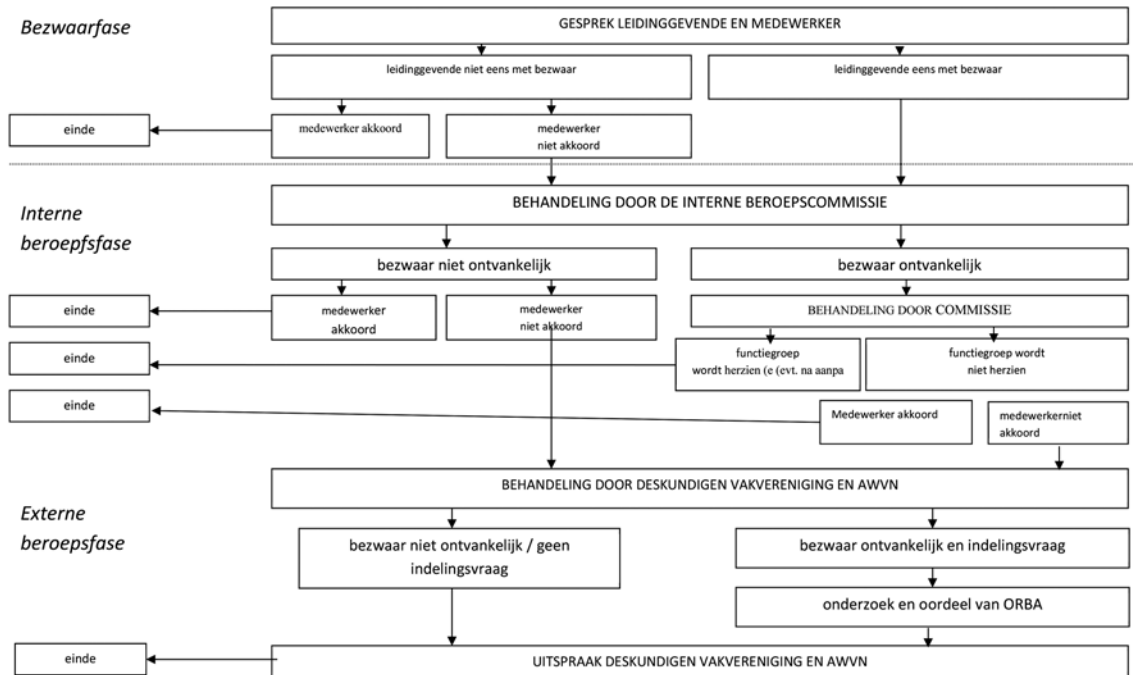 Bezwaarfase
GESPREK LEIDINGGEVENDE EN MEDEWERKER
leidinggevende niet eens met bezwaar
leidinggevende eens met bezwaar
einde
medewerker akkoord
medewerker
niet akkoord
Interne
beroepfsfase
BEHANDELING DOOR DE INTERNE BEROEPSCOMMISSIE
bezwaar niet ontvankelijk
bezwaar ontvankelijk
einde
medewerker
akkoord
medewerker
niet akkoord
BEHANDELING DOOR COMMISSIE
einde
functiegroep
wordt herzien (e (evt. na aanpa
functiegroep wordt
niet herzien
einde
Medewerker akkoord
medewerkerniet
akkoord
Externe
beroepsfase
BEHANDELING DOOR DESKUNDIGEN VAKVERENIGING EN AWVN
bezwaar niet ontvankelijk / geen
indelingsvraag
bezwaar ontvankelijk en indelingsvraag
onderzoek en oordeel van ORBA
einde
UITSPRAAK DESKUNDIGEN VAKVERENIGING EN AWVN